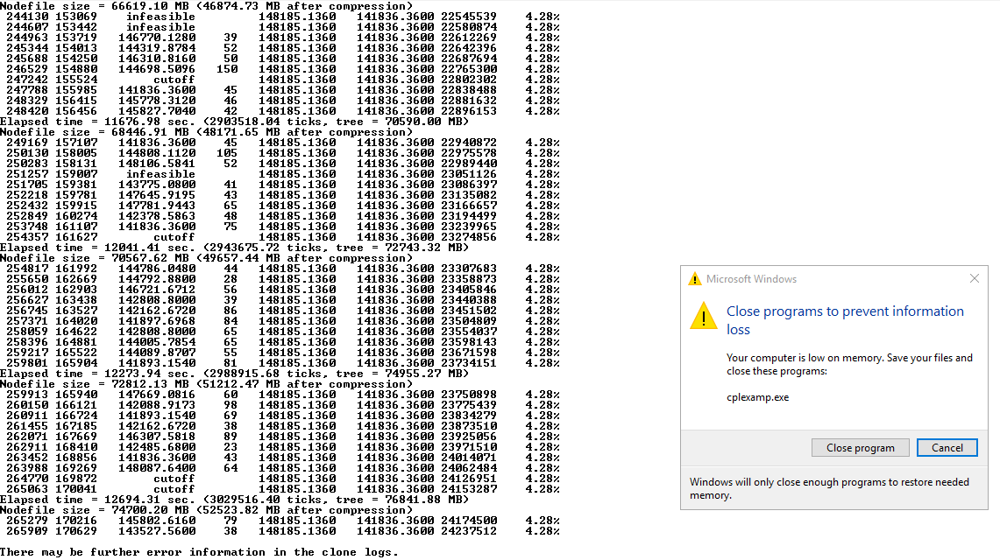 Nodefile size = 66619.10 MB (46874.73 MB after compression)
244130 153069 infeasible 148185.1360 141836.3600 22545539 4.28%
244607 153442 infeasible 148185.1360 141836.3600 22580874 4.28%
244963 153719 146770.1280 39 148185.1360 141836.3600 22612269 4.28%
245344 154013 144319.8784 52 148185.1360 141836.3600 22642396 4.28%
245688 154250 146310.8160 50 148185.1360 141836.3600 22687694 4.28%
246529 154880 144698.5096 150 148185.1360 141836.3600 22765300 4.28%
247242 155524 cutoff 148185.1360 141836.3600 22802302 4.28%
247788 155985 141836.3600 45 148185.1360 141836.3600 22838488 4.28%
248329 156415 145778.3120 46 148185.1360 141836.3600 22881632 4.28%
248420 156456 145827.7040 42 148185.1360 141836.3600 22896153 4.28%
Elapsed time = 11676.98 sec. (2903518.04 ticks, tree = 70590.00 MB)
Nodefile size = 68446.91 MB (48171.65 MB after compression)
249169 157107 141836.3600 45 148185.1360 141836.3600 22940872 4.28%
250130 158005 144808.1120 105 148185.1360 141836.3600 22975578 4.28%
250283 158131 148106.5841 52 148185.1360 141836.3600 22989440 4.28%
251257 159007 infeasible 148185.1360 141836.3600 23051126 4.28%
251705 159381 143775.0800 41 148185.1360 141836.3600 23086397 4.28%
252218 159781 147645.9195 43 148185.1360 141836.3600 23135082 4.28%
252432 159915 147781.9443 65 148185.1360 141836.3600 23166657 4.28%
252849 160274 142378.5863 48 148185.1360 141836.3600 23194499 4.28%
253748 161107 141836.3600 75 148185.1360 141836.3600 23239965 4.28%
254357 161627 cutoff 148185.1360 141836.3600 23274856 4.28%
Elapsed time = 12041.41 sec. (2943675.72 ticks, tree = 72743.32 MB)
Nodefile size = 70567.62 MB (49657.44 MB after compression)
254817 161992 144786.0480 44 148185.1360 141836.3600 23307683 4.28%
255650 162669 144792.8800 28 148185.1360 141836.3600 23358873 4.28%
256012 162903 146721.6712 56 148185.1360 141836.3600 23405846 4.28%
256627 163438 142808.8000 39 148185.1360 141836.3600 23440388 4.28%
256745 163527 142162.6720 86 148185.1360 141836.3600 23451502 4.28%
257371 164020 141897.6968 84 148185.1360 141836.3600 23504809 4.28%
258059 164622 142808.8000 65 148185.1360 141836.3600 23554037 4.28%
258396 164881 144005.7854 65 148185.1360 141836.3600 23598143 4.28%
259217 165522 144089.8707 55 148185.1360 141836.3600 23671598 4.28%
259801 165904 141893.1540 81 148185.1360 141836.3600 23734151 4.28%
Elapsed time = 12273.94 sec. (2988915.68 ticks, tree = 74955.27 MB)
Nodefile size = 72812.13 MB (51212.47 MB after compression)
259913 165940 147669.0816 60 148185.1360 141836.3600 23750898 4.28%
260150 166121 142088.9173 98 148185.1360 141836.3600 23775439 4.28%
260911 166724 141893.1540 69 148185.1360 141836.3600 23834279 4.28%
261455 167185 142162.6720 38 148185.1360 141836.3600 23873510 4.28%
262071 167669 146307.5818 89 148185.1360 141836.3600 23925056 4.28%
262911 168410 142485.6800 23 148185.1360 141836.3600 23971510 4.28%
263452 168856 141836.3600 43 148185.1360 141836.3600 24014071 4.28%
263988 169269 148087.6400 64 148185.1360 141836.3600 24062484 4.28%
264770 169872 cutoff 148185.1360 141836.3600 24126951 4.28%
265063 170041 cutoff 148185.1360 141836.3600 24153287 4.28%
Elapsed time = 12694.31 sec. (3029516.40 ticks, tree = 76841.88 MB)
Nodefile size = 74700.20 MB (52523.82 MB after compression)
265279 170216 145802.6160 79 148185.1360 141836.3600 24174500 4.28%
265909 170629 143527.5600 38 148185.1360 141836.3600 24237512 4.28%
There may be further error information in the clone logs.
Microsoft Windows
Close programs to prevent information
loss
Your computer is low on memory. Save your files and
close these programs:
cplexamp.exe
Close program
Cancel
Windows will only close enough programs to restore needed
memory.